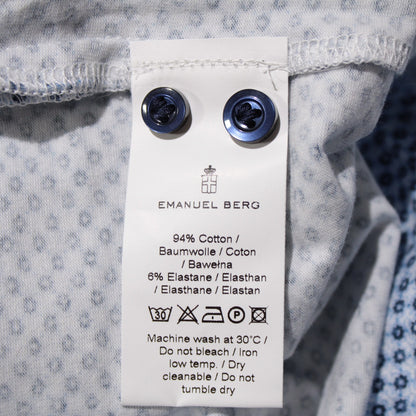 EMANUEL BERG
94% Cotton /
Baumwolle / Coton
/ Bawełna
6% Elastane / Elasthan
/ Elasthane / Elastan
30 P
Machine wash at 30°C /
Do not bleach / Iron
low temp. / Dry
cleanable / Do not
tumble dry